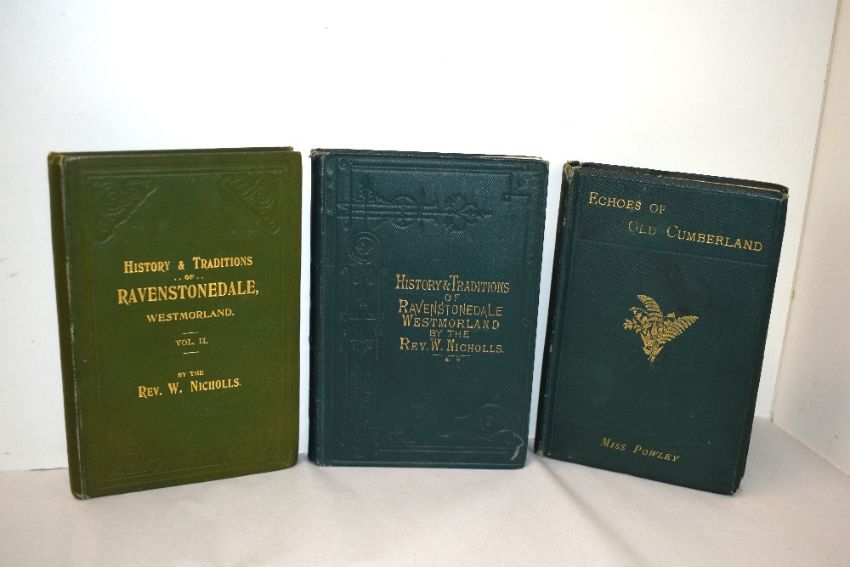 History & Traditions
.. OF ..
Ravenstonedale,
Westmorland.
VOL. II.
BY THE
Rev. W. Nicholls.
History & Traditions
of
Ravenstonedale
Westmorland
by the
Rev. W. Nicholls.
Echoes of
Old Cumberland
Miss Powley